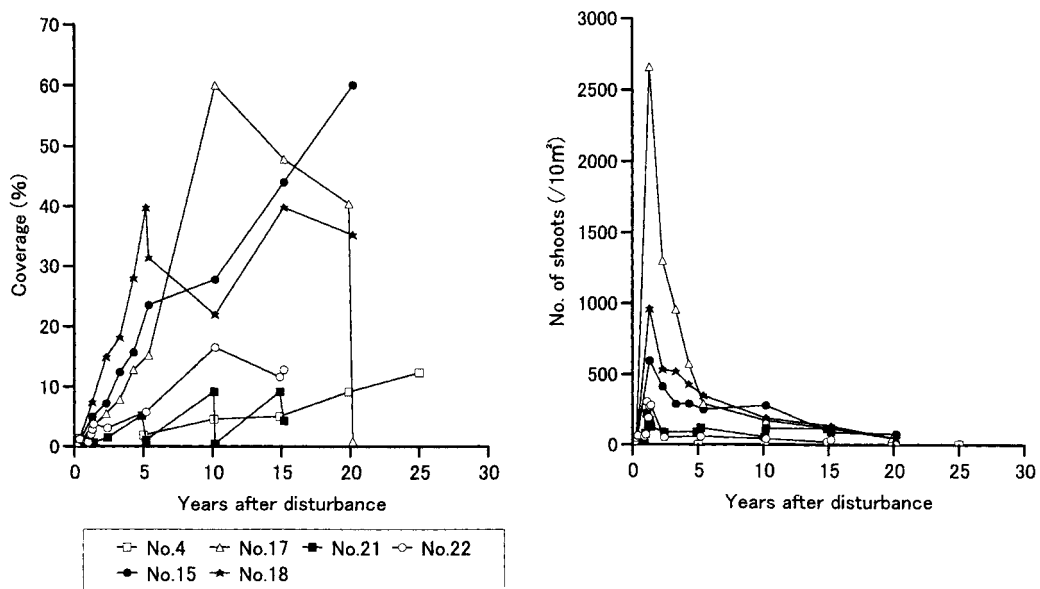 70
60
50
40
30
20
10
0
Coverage (%)
0 5 10 15 20 25 30
Years after disturbance
3000
2500
2000
1500
1000
500
0
No. of shoots (/10㎡)
0 5 10 15 20 25 30
Years after disturbance
No.4 No.17 No.21 No.22
No.15 No.18